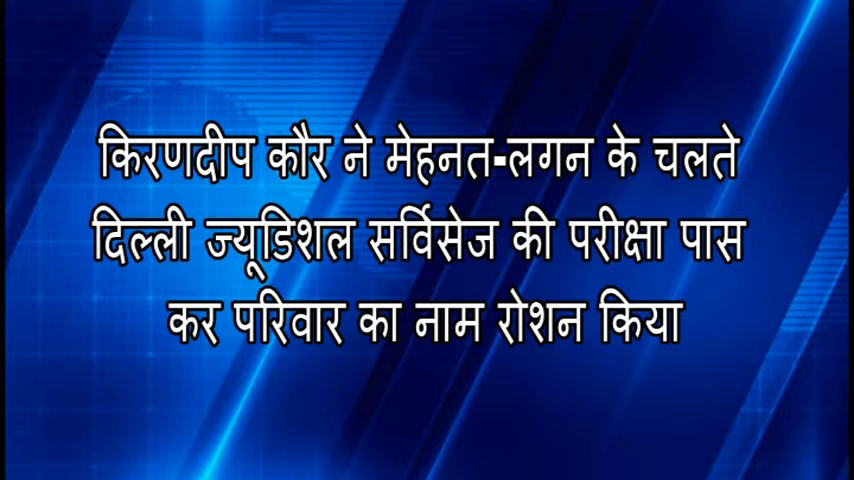 किरणदीप कौर ने मेहनत-लगन के चलते
दिल्ली ज्यूडिशल सर्विसेज की परीक्षा पास
कर परिवार का नाम रोशन किया